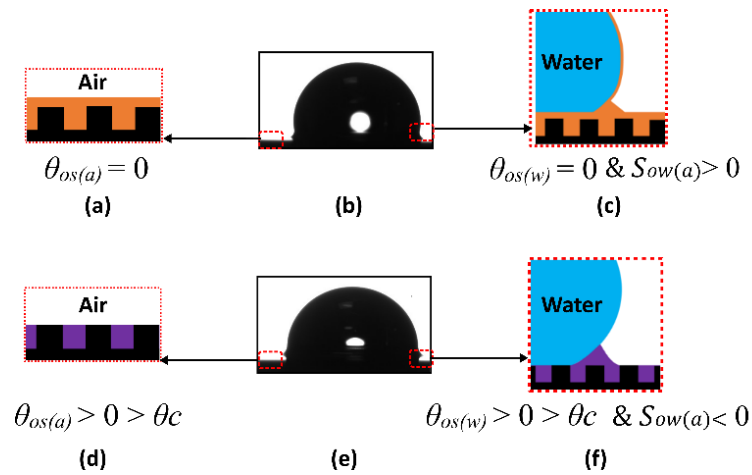 Air
Water
θos(a) = 0
θos(w) = 0 & Sow(a) > 0
(a)
(b)
(c)
Air
Water
θos(a) > 0 > θc
θos(w) > 0 > θc & Sow(a) < 0
(d)
(e)
(f)